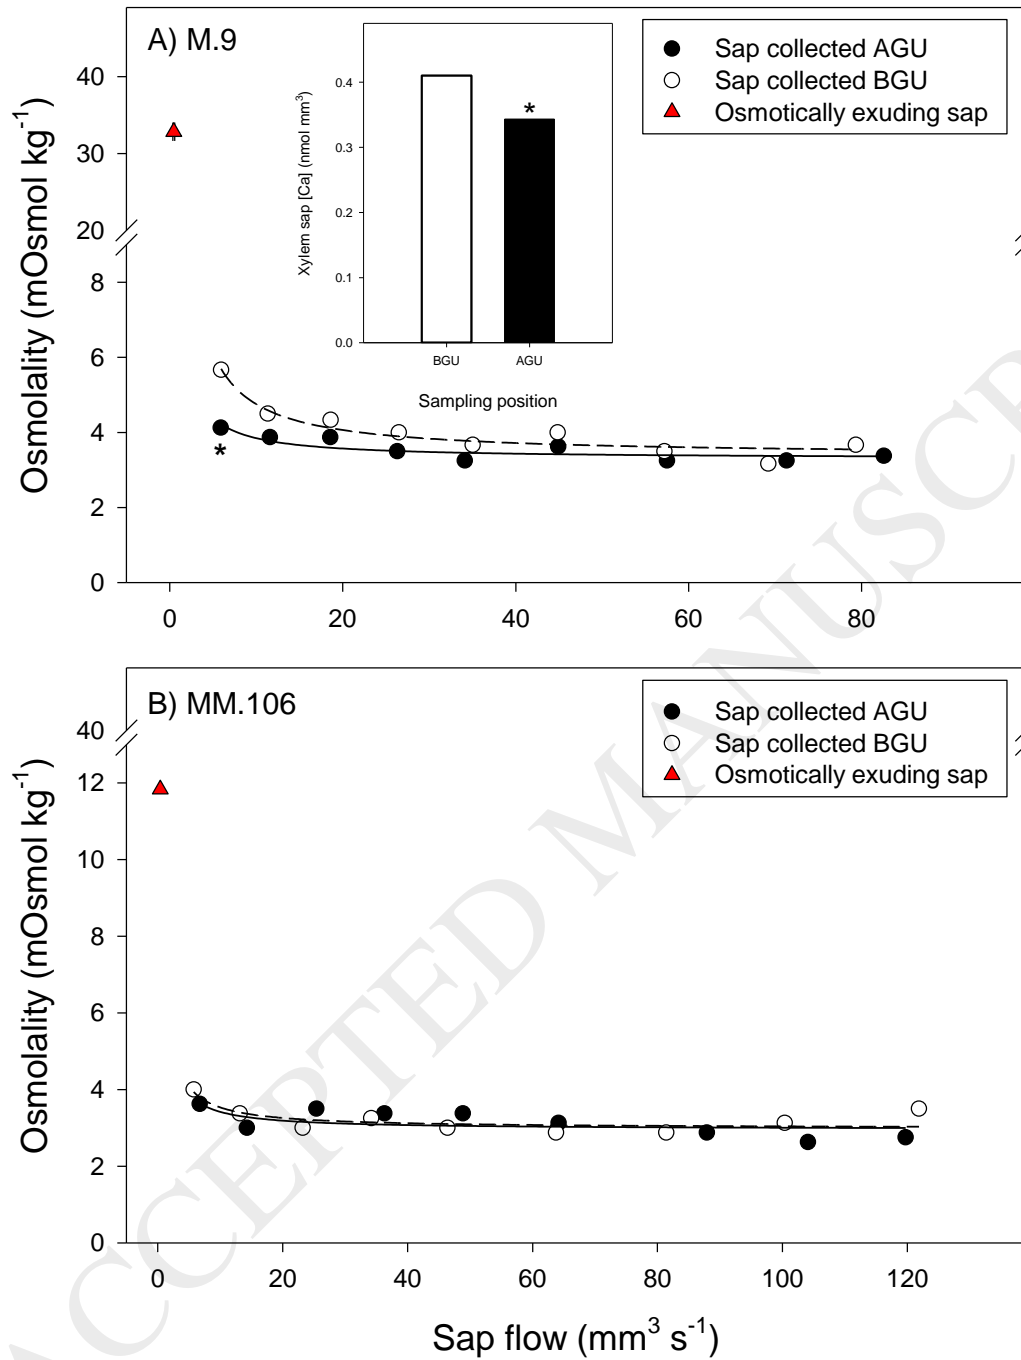 A) M.9
Sap collected AGU
Sap collected BGU
Osmotically exuding sap
Osmolality (mOsmol kg⁻¹)
40
30
20
8
6
4
2
0
*
Xylem sap [Ca] (nmol mm³)
0.4
0.3
0.2
0.1
0.0
*
BGU AGU
Sampling position
0 20 40 60 80
B) MM.106
Sap collected AGU
Sap collected BGU
Osmotically exuding sap
Osmolality (mOsmol kg⁻¹)
40
12
10
8
6
4
2
0
0 20 40 60 80 100 120
Sap flow (mm³ s⁻¹)
ACCEPTED MANUSCR